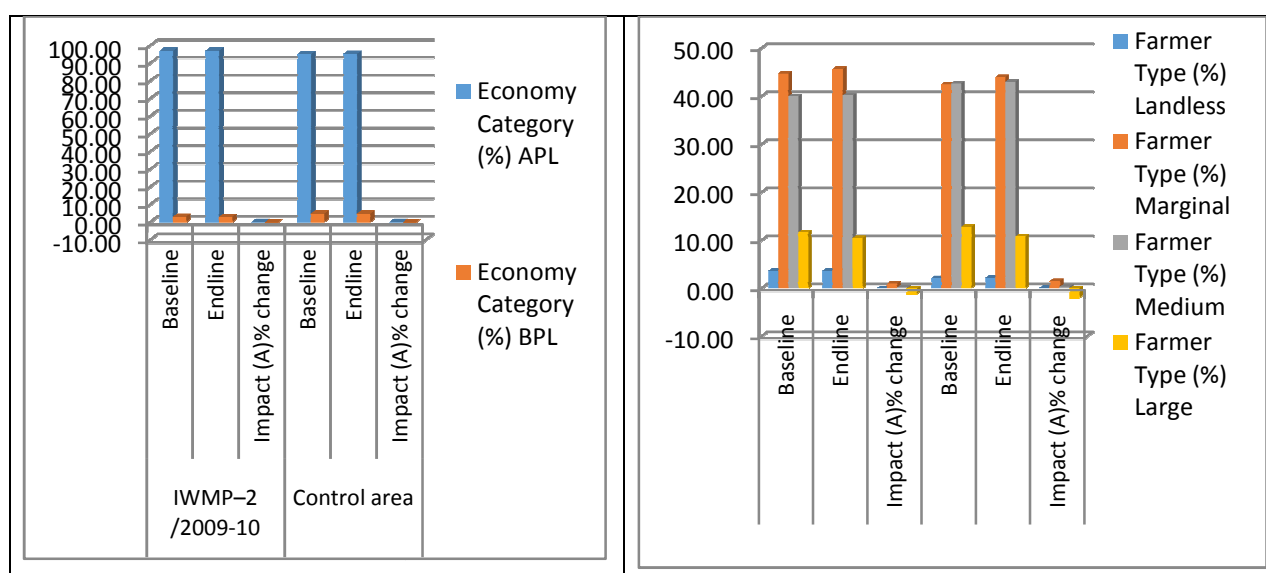 100.00
90.00
80.00
70.00
60.00
50.00
40.00
30.00
20.00
10.00
0.00
-10.00
Baseline
Endline
Impact (A)% change
Baseline
Endline
Impact (A)% change
IWMP–2
/2009-10
Control area
Economy
Category
(%) APL
Economy
Category
(%) BPL
50.00
40.00
30.00
20.00
10.00
0.00
-10.00
Baseline
Endline
Impact (A)% change
Baseline
Endline
Impact (A)% change
Farmer
Type (%)
Landless
Farmer
Type (%)
Marginal
Farmer
Type (%)
Medium
Farmer
Type (%)
Large